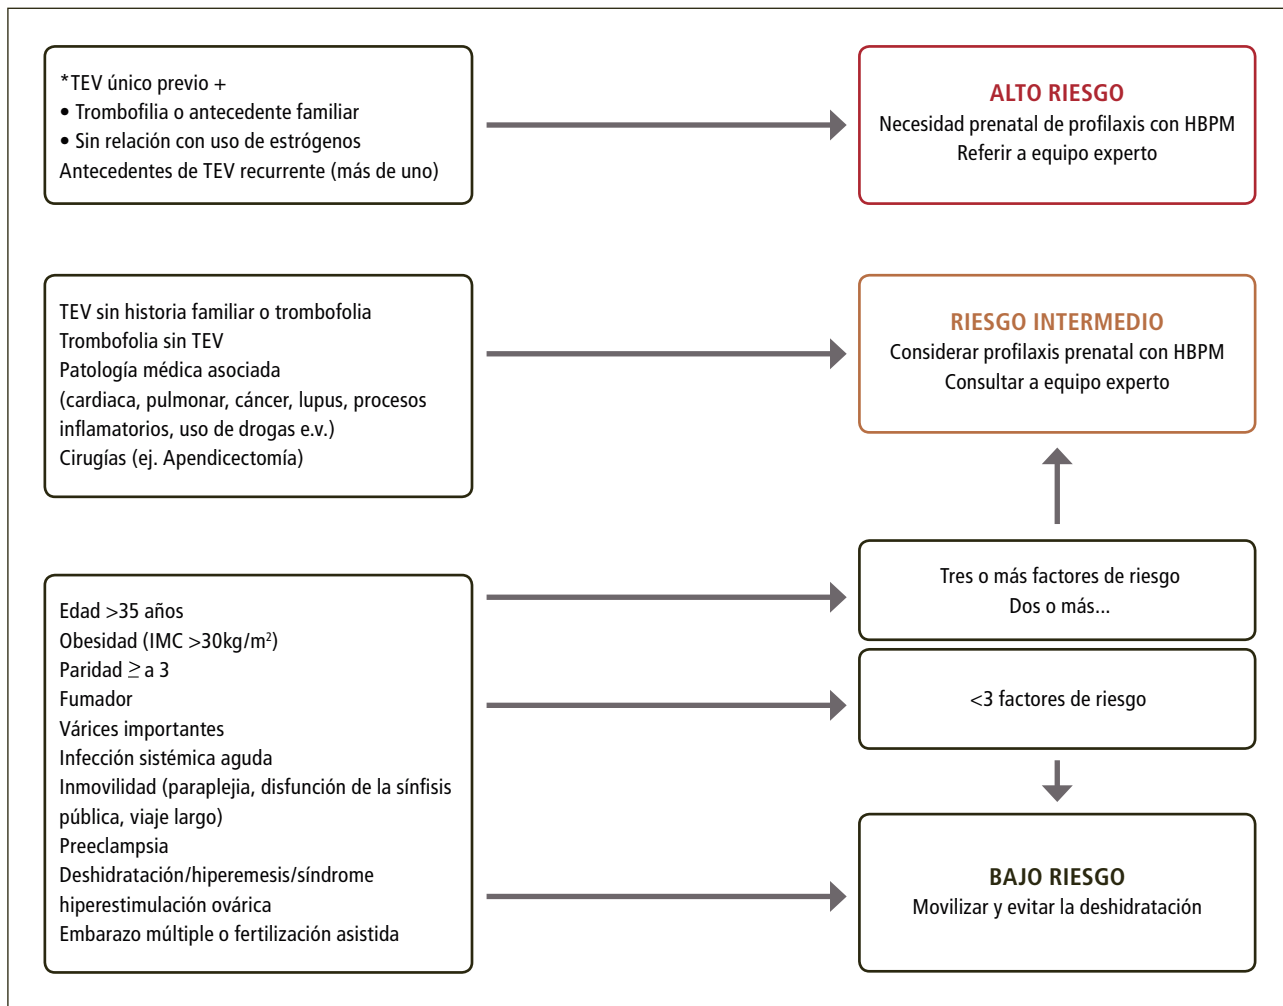 *TEV único previo +
• Trombofilia o antecedente familiar
• Sin relación con uso de estrógenos
Antecedentes de TEV recurrente (más de uno)
ALTO RIESGO
Necesidad prenatal de profilaxis con HBPM
Referir a equipo experto
TEV sin historia familiar o trombofolia
Trombofolia sin TEV
Patología médica asociada
(cardiaca, pulmonar, cáncer, lupus, procesos
inflamatorios, uso de drogas e.v.)
Cirugías (ej. Apendicectomía)
RIESGO INTERMEDIO
Considerar profilaxis prenatal con HBPM
Consultar a equipo experto
Edad >35 años
Obesidad (IMC >30kg/m²)
Paridad ≥ a 3
Fumador
Várices importantes
Infección sistémica aguda
Inmovilidad (paraplejia, disfunción de la sínfisis
pública, viaje largo)
Preeclampsia
Deshidratación/hiperemesis/síndrome
hiperestimulación ovárica
Embarazo múltiple o fertilización asistida
Tres o más factores de riesgo
Dos o más...
<3 factores de riesgo
BAJO RIESGO
Movilizar y evitar la deshidratación